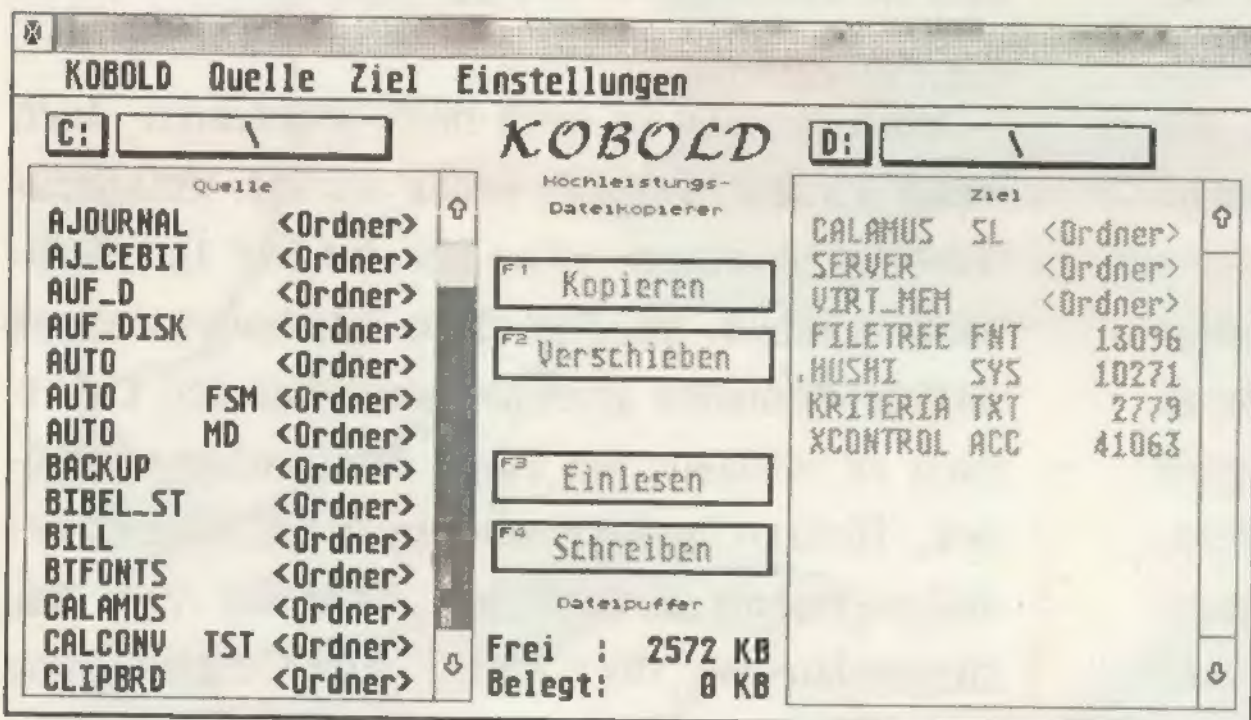 KOBOLD Quelle Ziel Einstellungen
C: \
Quelle
AJOURNAL <Ordner>
AJ_CEBIT <Ordner>
AUF_D <Ordner>
AUF_DISK <Ordner>
AUTO <Ordner>
AUTO FSM <Ordner>
AUTO MD <Ordner>
BACKUP <Ordner>
BIBEL_ST <Ordner>
BILL <Ordner>
BTFONTS <Ordner>
CALAMUS <Ordner>
CALCONV TST <Ordner>
CLIPBRD <Ordner>
KOBOLD
Hochleistungs-
Dateikopierer
F1 Kopieren
F2 Verschieben
F3 Einlesen
F4 Schreiben
Dateipuffer
Frei : 2572 KB
Belegt: 0 KB
D: \
Ziel
CALAMUS SL <Ordner>
SERVER <Ordner>
VIRT_MEM <Ordner>
FILETREE FNT 13096
HUSHI SYS 10271
KRITERIA TXT 2779
XCONTROL ACC 41063